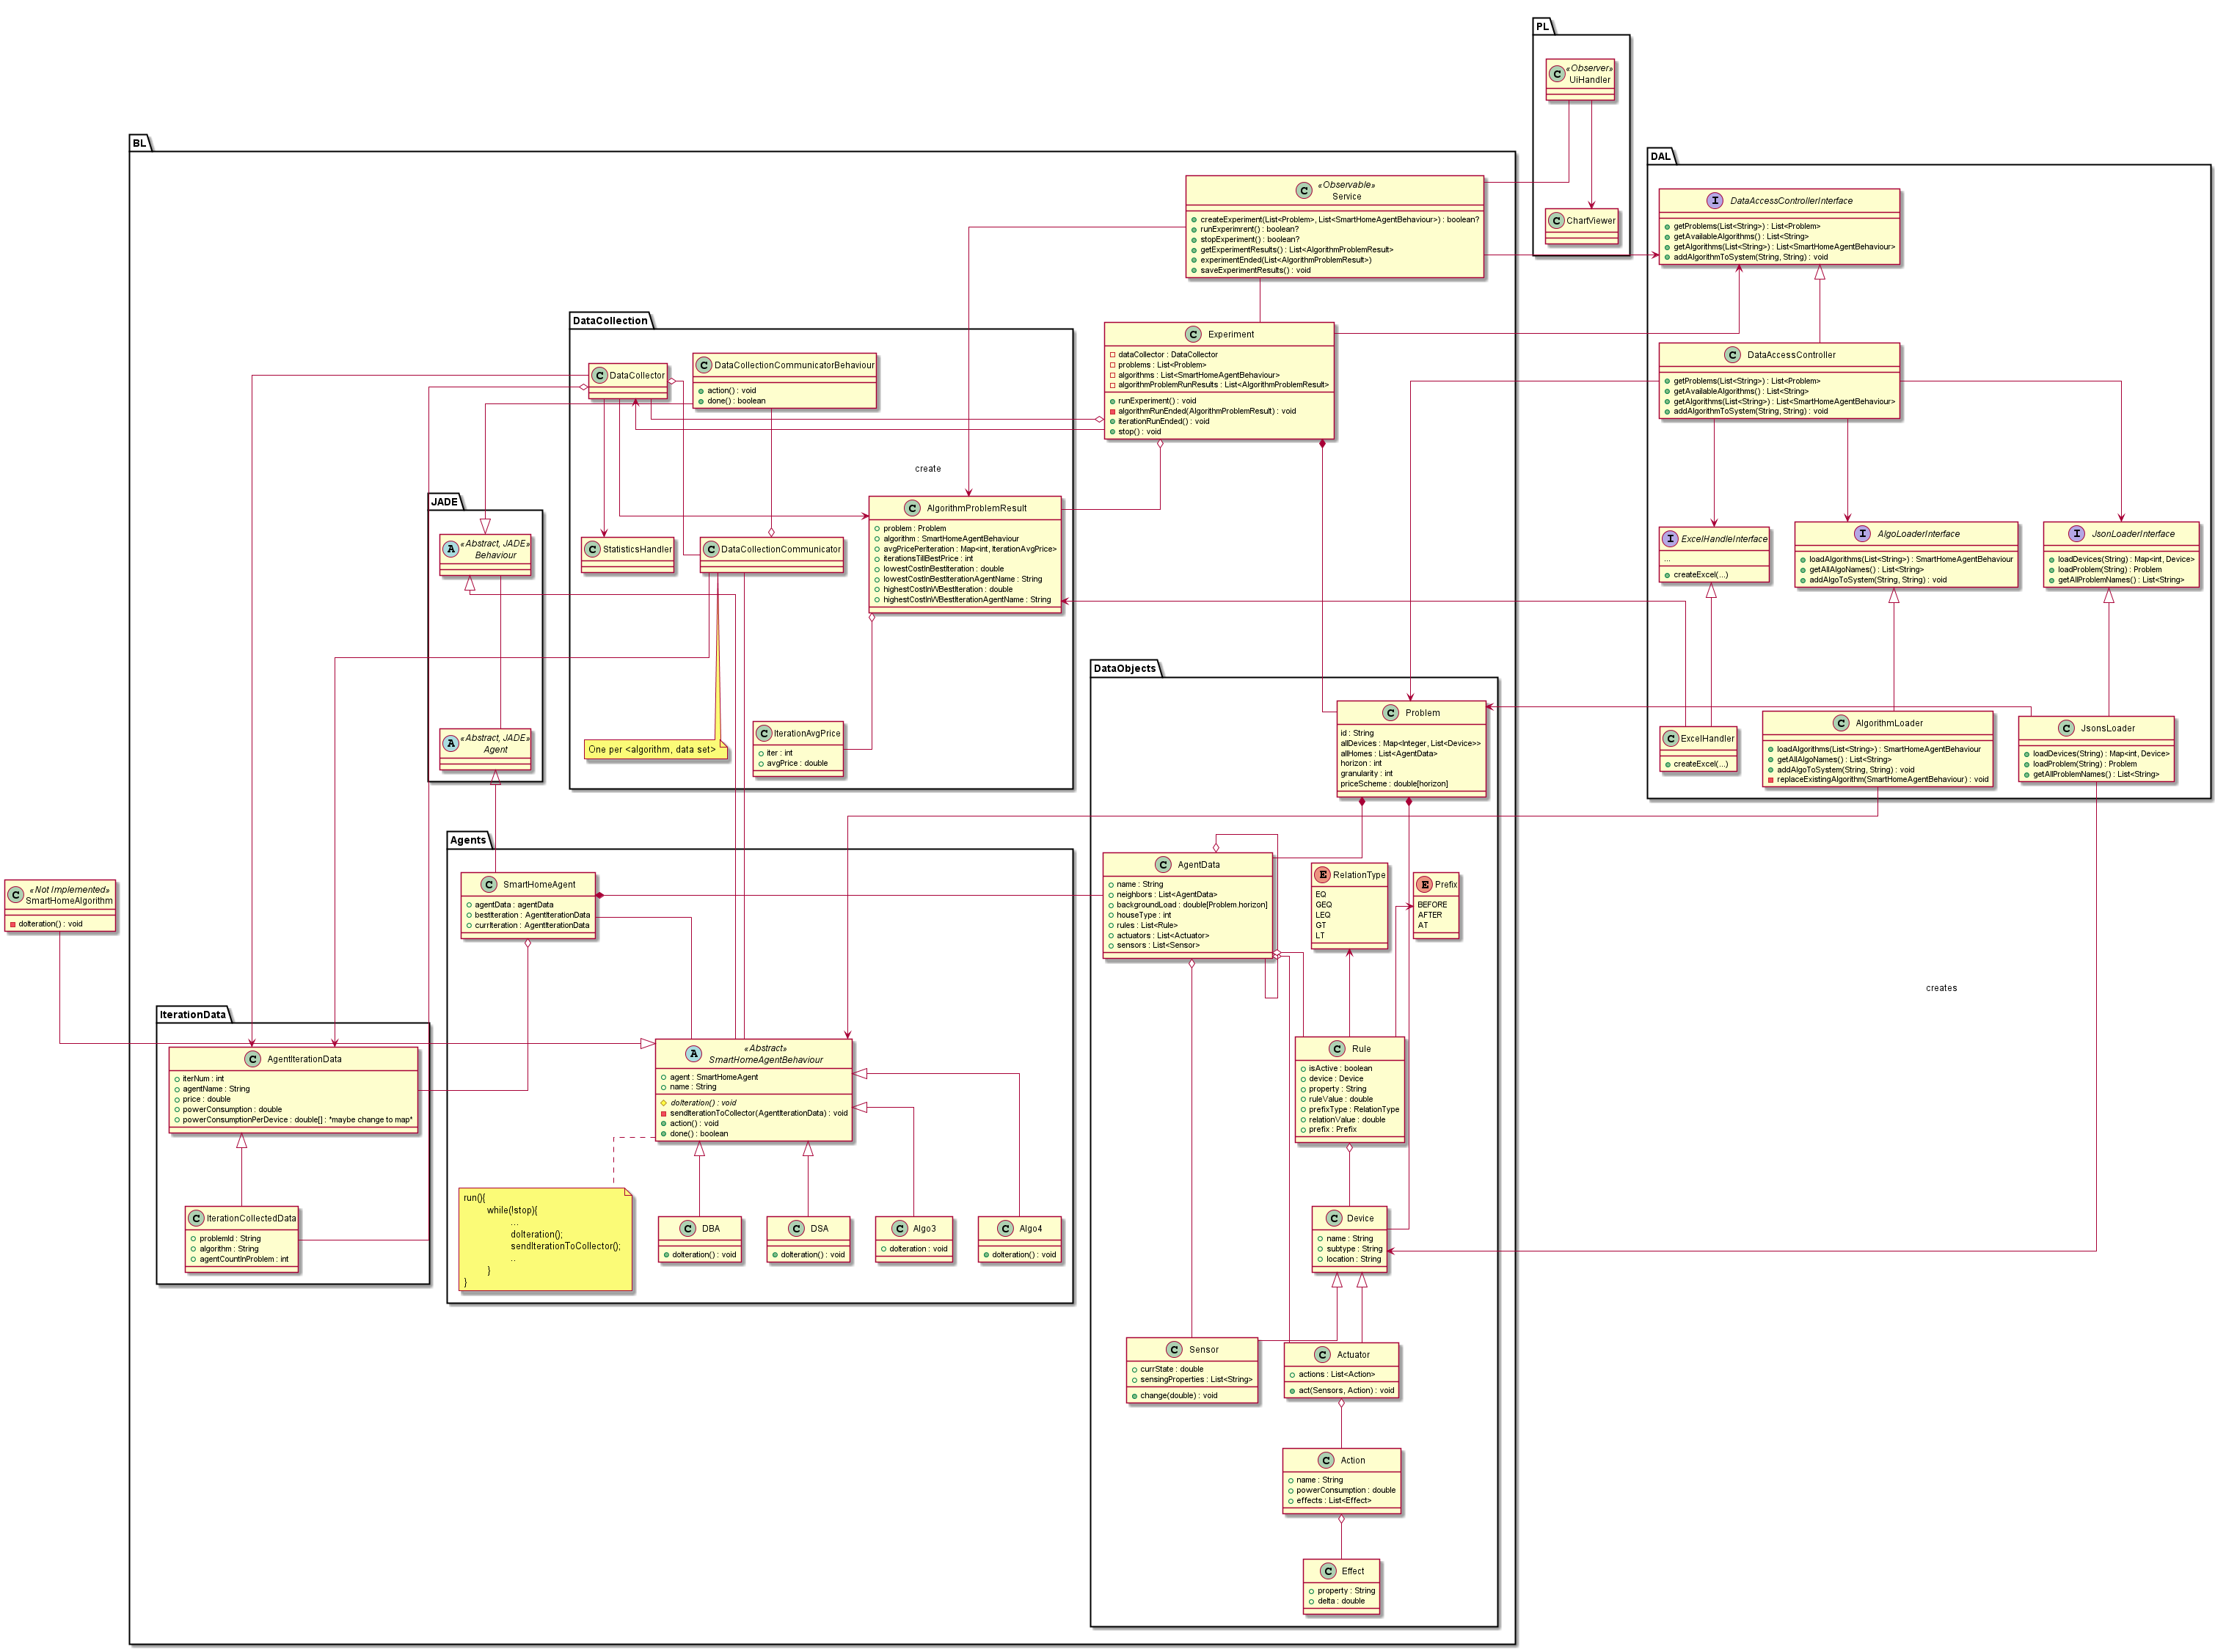 PL
«Observer»
UiHandler
ChartViewer
BL
«Observable»
Service
createExperiment(List<Problem>, List<SmartHomeAgentBehaviour>) : boolean?
runExperimrent() : boolean?
stopExperiment() : boolean?
getExperimentResults() : List<AlgorithmProblemResult>
experimentEnded(List<AlgorithmProblemResult>)
saveExperimentResults() : void
DAL
DataAccessControllerInterface
getProblems(List<String>) : List<Problem>
getAvailableAlgorithms() : List<String>
getAlgorithms(List<String>) : List<SmartHomeAgentBehaviour>
addAlgorithmToSystem(String, String) : void
DataAccessController
getProblems(List<String>) : List<Problem>
getAvailableAlgorithms() : List<String>
getAlgorithms(List<String>) : List<SmartHomeAgentBehaviour>
addAlgorithmToSystem(String, String) : void
Experiment
dataCollector : DataCollector
problems : List<Problem>
algorithms : List<SmartHomeAgentBehaviour>
algorithmProblemRunResults : List<AlgorithmProblemResult>
runExperiment() : void
algorithmRunEnded(AlgorithmProblemResult) : void
iterationRunEnded() : void
stop() : void
DataCollection
DataCollector
DataCollectionCommunicatorBehaviour
action() : void
done() : boolean
create
AlgorithmProblemResult
problem : Problem
algorithm : SmartHomeAgentBehaviour
avgPricePerIteration : Map<int, IterationAvgPrice>
iterationsTillBestPrice : int
lowestCostInBestIteration : double
lowestCostInBestIterationAgentName : String
highestCostInWBestIteration : double
highestCostInWBestIterationAgentName : String
StatisticsHandler
DataCollectionCommunicator
One per <algorithm, data set>
IterationAvgPrice
iter : int
avgPrice : double
JADE
«Abstract, JADE»
Behaviour
«Abstract, JADE»
Agent
ExcelHandleInterface
...
createExcel(...)
AlgoLoaderInterface
loadAlgorithms(List<String>) : SmartHomeAgentBehaviour
getAllAlgoNames() : List<String>
addAlgoToSystem(String, String) : void
JsonLoaderInterface
loadDevices(String) : Map<int, Device>
loadProblem(String) : Problem
getAllProblemNames() : List<String>
ExcelHandler
createExcel(...)
AlgorithmLoader
loadAlgorithms(List<String>) : SmartHomeAgentBehaviour
getAllAlgoNames() : List<String>
addAlgoToSystem(String, String) : void
replaceExistingAlgorithm(SmartHomeAgentBehaviour) : void
JsonsLoader
loadDevices(String) : Map<int, Device>
loadProblem(String) : Problem
getAllProblemNames() : List<String>
creates
DataObjects
Problem
id : String
allDevices : Map<Integer, List<Device>>
allHomes : List<AgentData>
horizon : int
granularity : int
priceScheme : double[horizon]
AgentData
name : String
neighbors : List<AgentData>
backgroundLoad : double[Problem.horizon]
houseType : int
rules : List<Rule>
actuators : List<Actuator>
sensors : List<Sensor>
RelationType
EQ
GEQ
LEQ
GT
LT
Prefix
BEFORE
AFTER
AT
Rule
isActive : boolean
device : Device
property : String
ruleValue : double
prefixType : RelationType
relationValue : double
prefix : Prefix
Device
name : String
subtype : String
location : String
Sensor
currState : double
sensingProperties : List<String>
change(double) : void
Actuator
actions : List<Action>
act(Sensors, Action) : void
Action
name : String
powerConsumption : double
effects : List<Effect>
Effect
property : String
delta : double
Agents
SmartHomeAgent
agentData : agentData
bestIteration : AgentIterationData
currIteration : AgentIterationData
«Not Implemented»
SmartHomeAlgorithm
doIteration() : void
«Abstract»
SmartHomeAgentBehaviour
agent : SmartHomeAgent
name : String
doIteration() : void
sendIterationToCollector(AgentIterationData) : void
action() : void
done() : boolean
run(){
while(!stop){
...
doIteration();
sendIterationToCollector();
..
}
}
DBA
doIteration() : void
DSA
doIteration() : void
Algo3
doIteration : void
Algo4
doIteration() : void
IterationData
AgentIterationData
iterNum : int
agentName : String
price : double
powerConsumption : double
powerConsumptionPerDevice : double[] : *maybe change to map*
IterationCollectedData
problemId : String
algorithm : String
agentCountInProblem : int